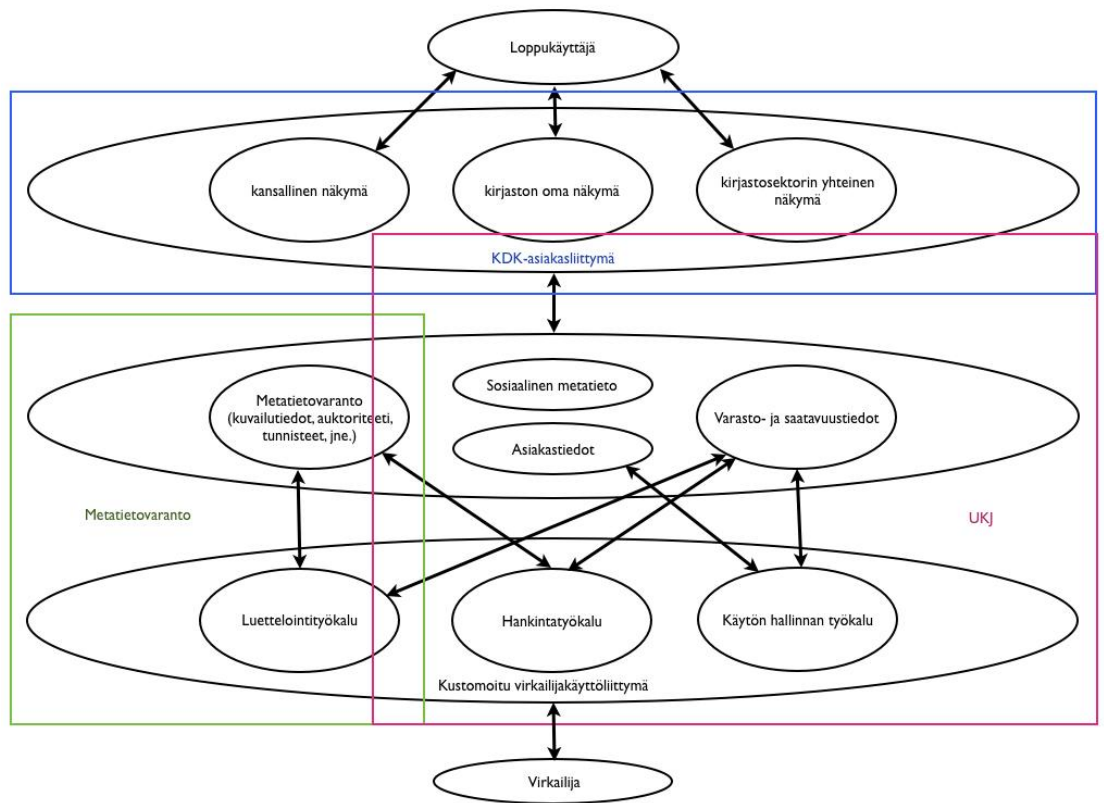 Loppukäyttäjä
kansallinen näkymä
kirjaston oma näkymä
kirjastosektorin yhteinen
näkymä
KDK-asiakasliittymä
Metatietovaranto
(kuvailutiedot, auktoriteeti,
tunnisteet, jne.)
Sosiaalinen metatieto
Asiakastiedot
Varasto- ja saatavuustiedot
Metatietovaranto
UKJ
Luettelointityökalu
Hankintatyökalu
Käytön hallinnan työkalu
Kustomoitu virkailijakäyttöliittymä
Virkailija